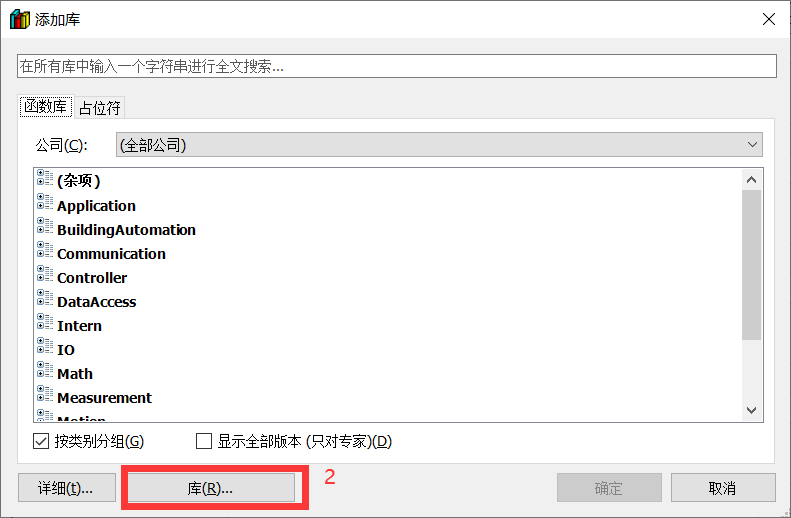 添加库
在所有库中输入一个字符串进行全文搜索...
函数库 占位符
公司(C): (全部公司)
(杂项)
Application
BuildingAutomation
Communication
Controller
DataAccess
Intern
IO
Math
Measurement
Motion
按类别分组(G) 显示全部版本 (只对专家)(D)
详细(t)... 库(R)... 2 确定 取消